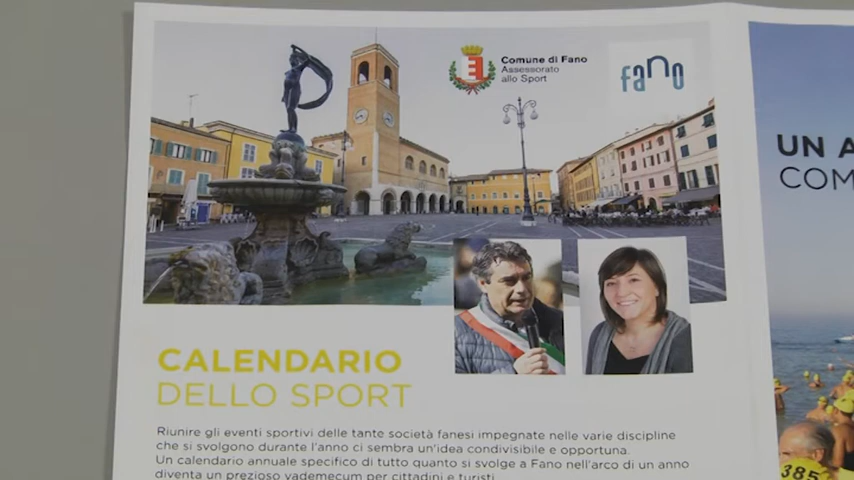 Comune di Fano
Assessorato
allo Sport
fano
UN A
COM
CALENDARIO
DELLO SPORT
Riunire gli eventi sportivi delle tante società fanesi impegnate nelle varie discipline
che si svolgono durante l'anno ci sembra un'idea condivisibile e opportuna.
Un calendario annuale specifico di tutto quanto si svolge a Fano nell'arco di un anno
diventa un prezioso vademecum per cittadini e turisti
385